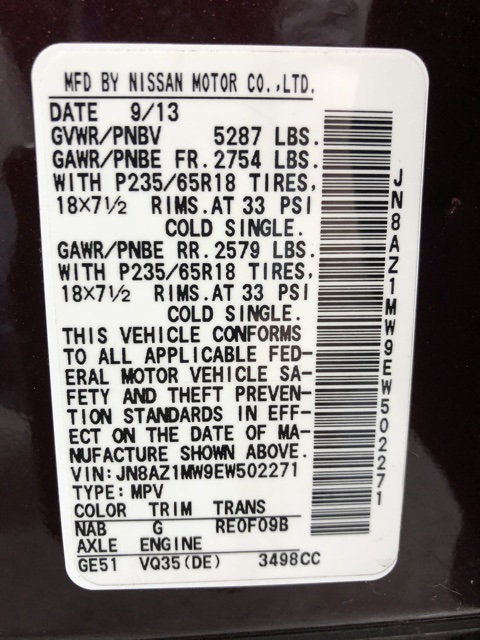 MFD BY NISSAN MOTOR CO.,LTD.
DATE 9/13
GVWR/PNBV 5287 LBS.
GAWR/PNBE FR. 2754 LBS.
WITH P235/65R18 TIRES,
18×7½ RIMS.AT 33 PSI
COLD SINGLE.
GAWR/PNBE RR. 2579 LBS.
WITH P235/65R18 TIRES,
18×7½ RIMS.AT 33 PSI
COLD SINGLE.
THIS VEHICLE CONFORMS
TO ALL APPLICABLE FED-
ERAL MOTOR VEHICLE SA-
FETY AND THEFT PREVEN-
TION STANDARDS IN EFF-
ECT ON THE DATE OF MA-
NUFACTURE SHOWN ABOVE.
VIN:JN8AZ1MW9EW502271
TYPE:MPV
COLOR TRIM TRANS
NAB G RE0F09B
AXLE ENGINE
GE51 VQ35(DE) 3498CC
JN8AZ1MW9EW502271